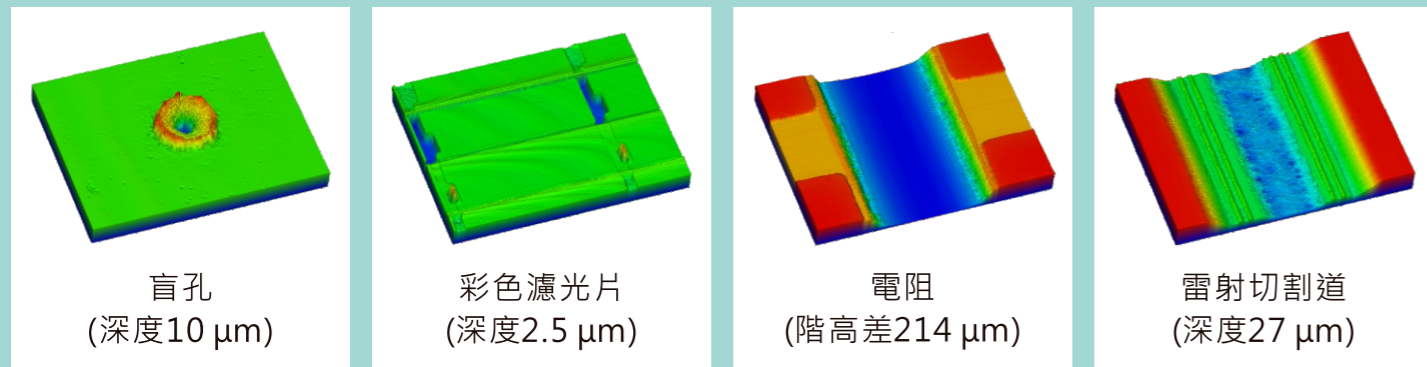 盲孔
(深度10 μm)
彩色濾光片
(深度2.5 μm)
電阻
(階高差214 μm)
雷射切割道
(深度27 μm)